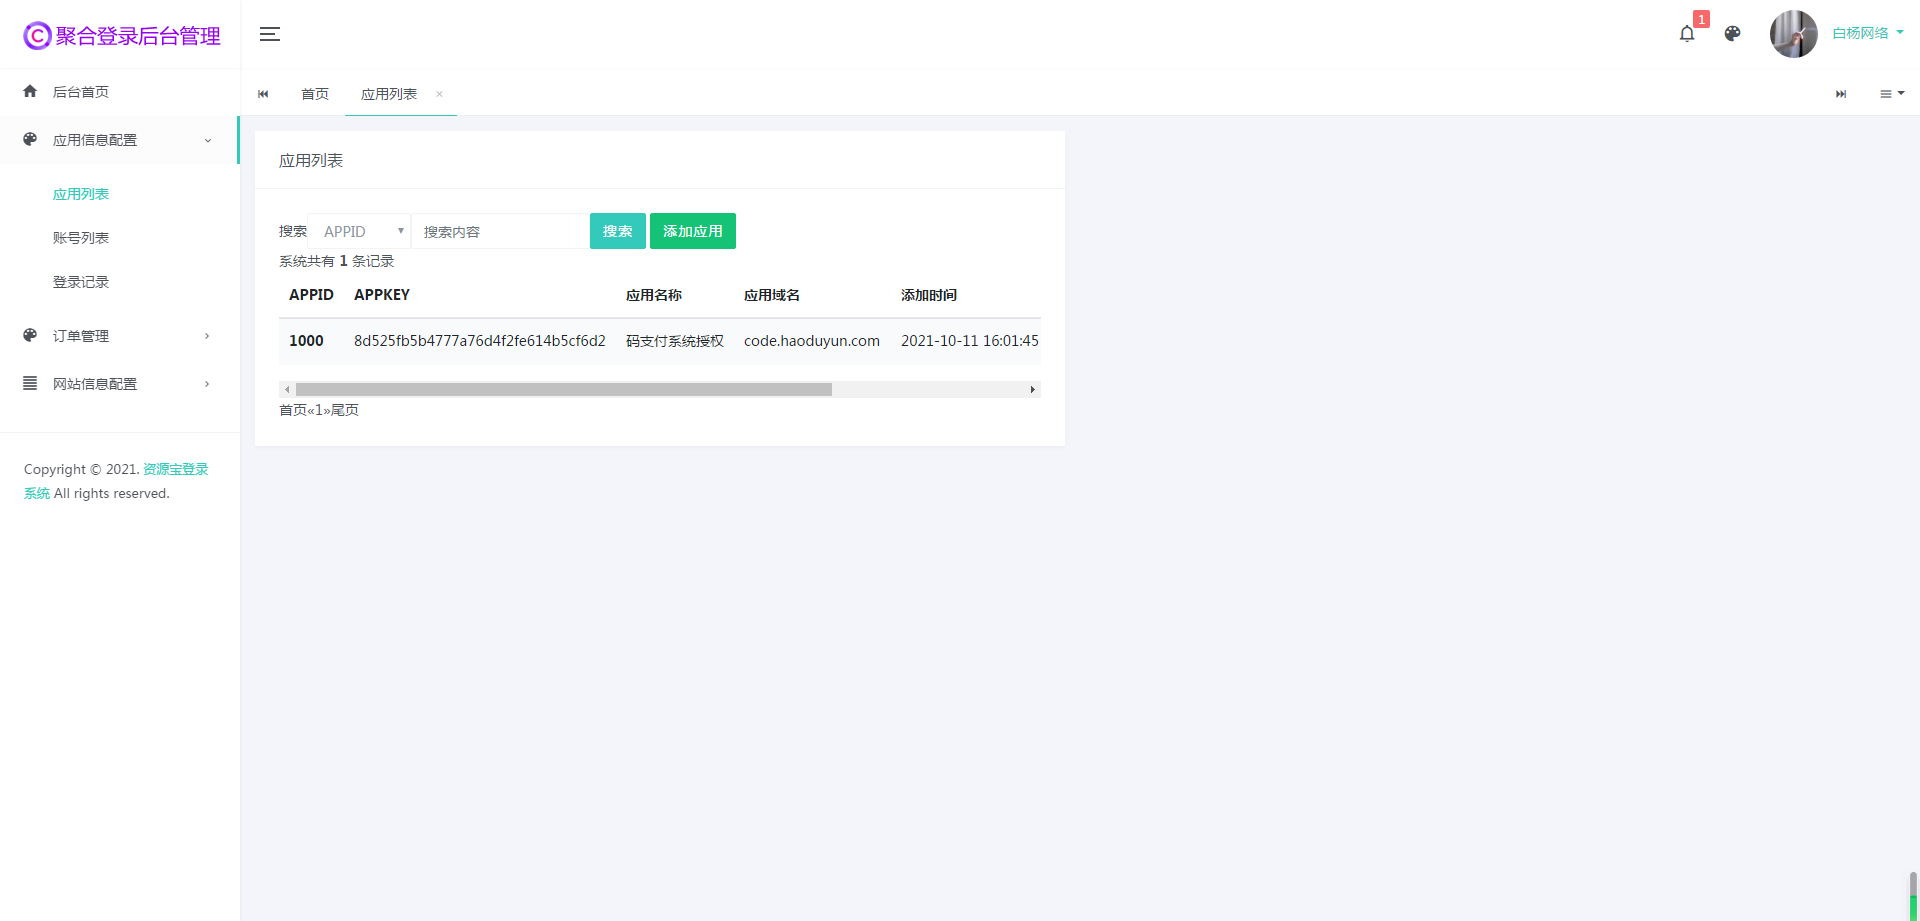 聚合登录后台管理
1
白杨网络
后台首页
首页 应用列表 ×
应用信息配置
应用列表
账号列表
登录记录
订单管理
网站信息配置
Copyright © 2021. 资源宝登录
系统 All rights reserved.
应用列表
搜索 APPID 搜索内容 搜索 添加应用
系统共有 1 条记录
APPID APPKEY 应用名称 应用域名 添加时间
1000 8d525fb5b4777a76d4f2fe614b5cf6d2 码支付系统授权 code.haoduyun.com 2021-10-11 16:01:45
首页«1»尾页